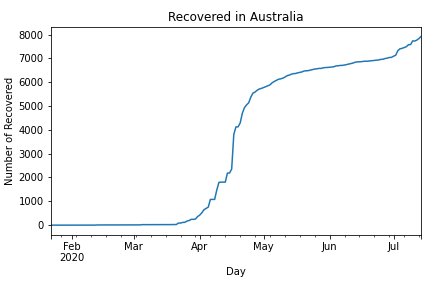 Recovered in Australia
Number of Recovered
8000
7000
6000
5000
4000
3000
2000
1000
0
Feb Mar Apr May Jun Jul
2020
Day